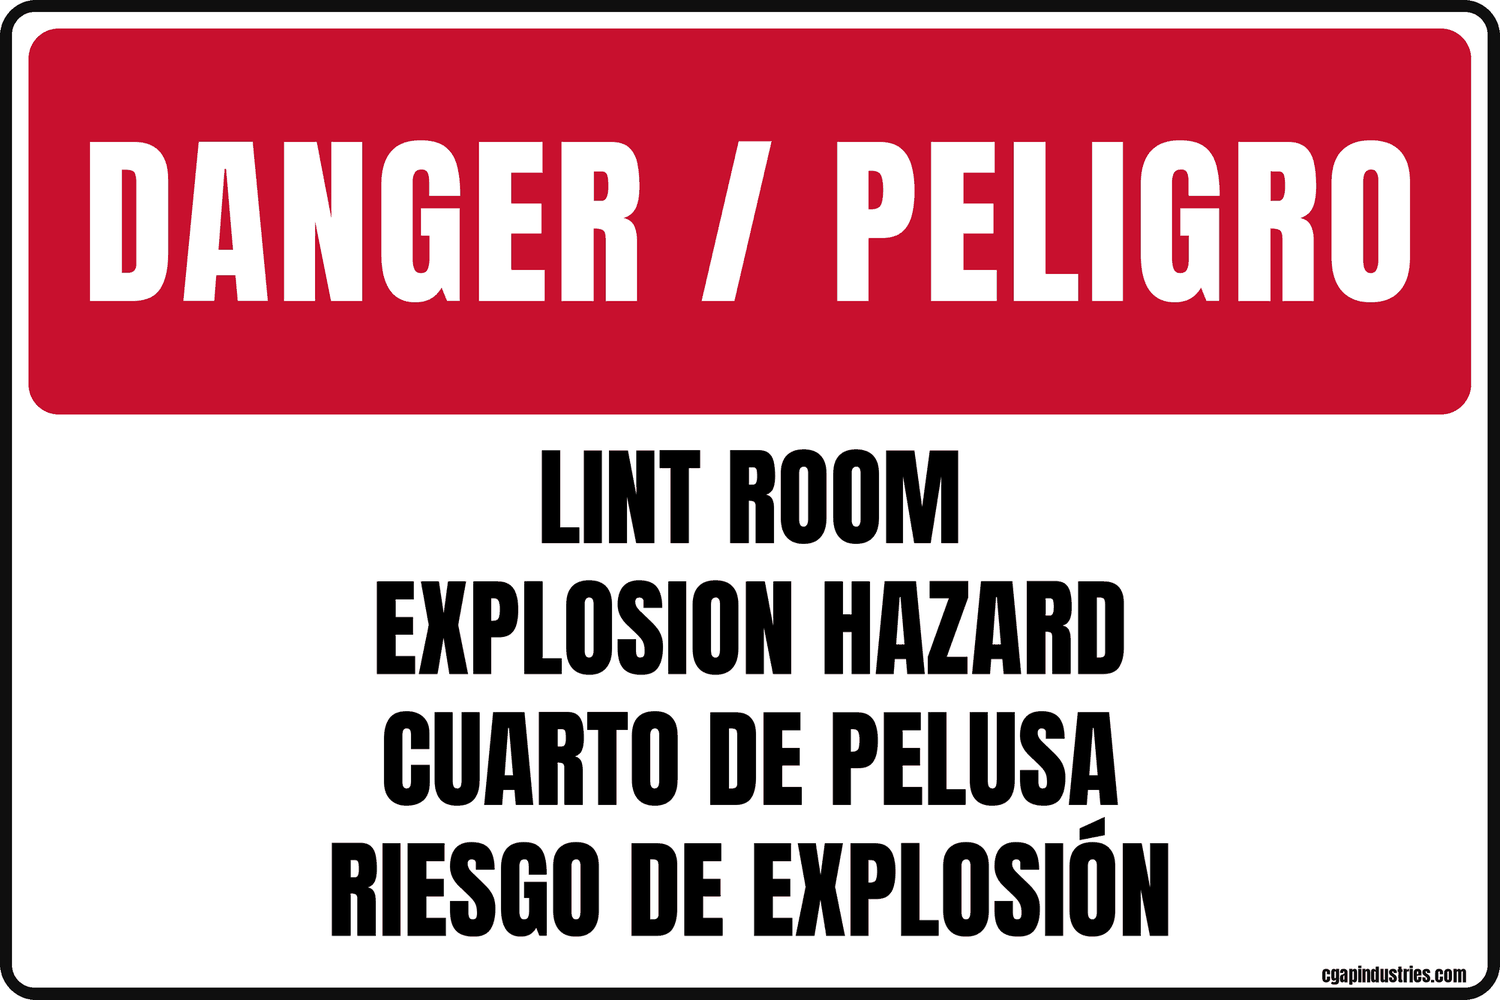 DANGER / PELIGRO
LINT ROOM
EXPLOSION HAZARD
CUARTO DE PELUSA
RIESGO DE EXPLOSIÓN
cgapindustries.com